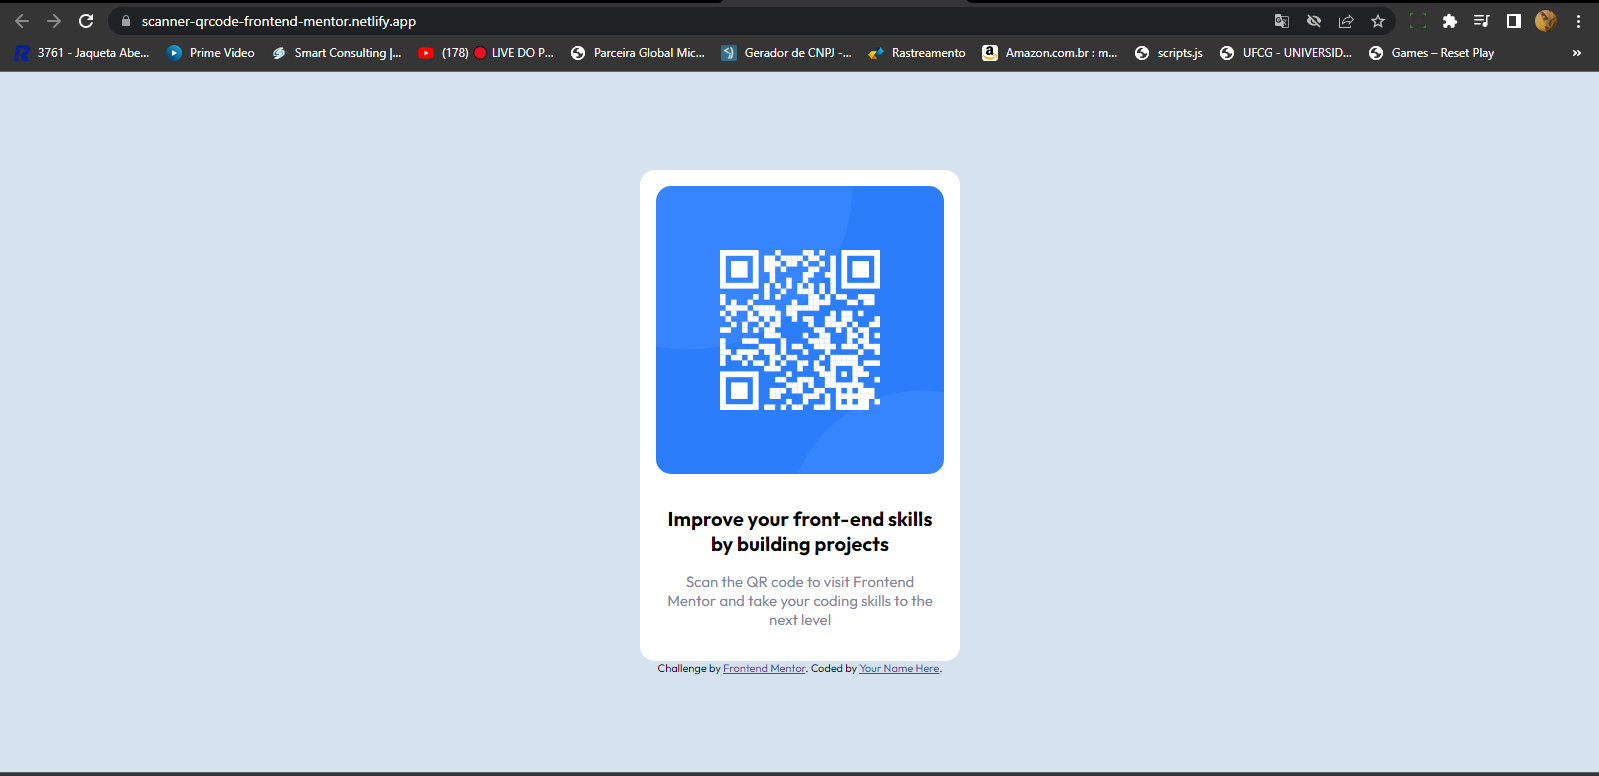 scanner-qrcode-frontend-mentor.netlify.app
3761 - Jaqueta Abe... Prime Video Smart Consulting |... (178) 🔴 LIVE DO P... Parceira Global Mic... Gerador de CNPJ -... Rastreamento Amazon.com.br : m... scripts.js UFCG - UNIVERSID... Games – Reset Play »
Improve your front-end skills
by building projects
Scan the QR code to visit Frontend
Mentor and take your coding skills to the
next level
Challenge by Frontend Mentor. Coded by Your Name Here.